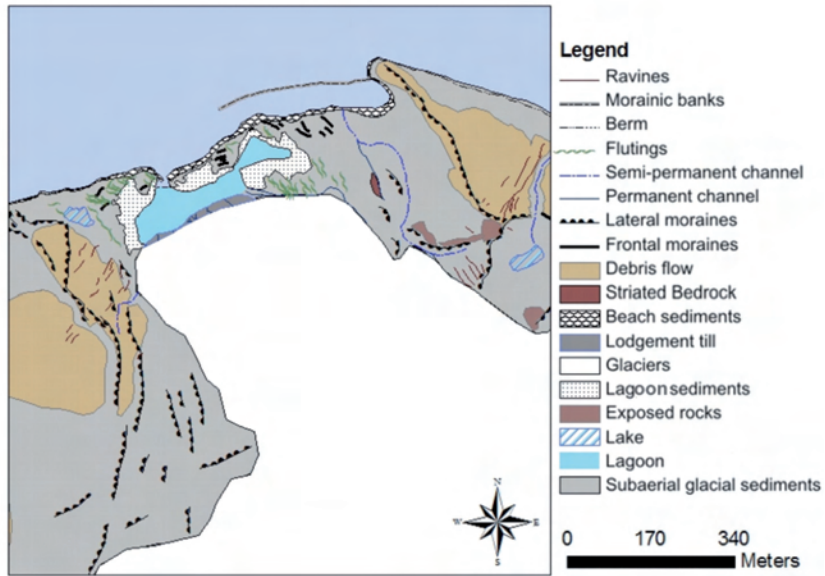 Legend
Ravines
Morainic banks
Berm
Flutings
Semi-permanent channel
Permanent channel
Lateral moraines
Frontal moraines
Debris flow
Striated Bedrock
Beach sediments
Lodgement till
Glaciers
Lagoon sediments
Exposed rocks
Lake
Lagoon
Subaerial glacial sediments
N
W E
S
0 170 340
Meters